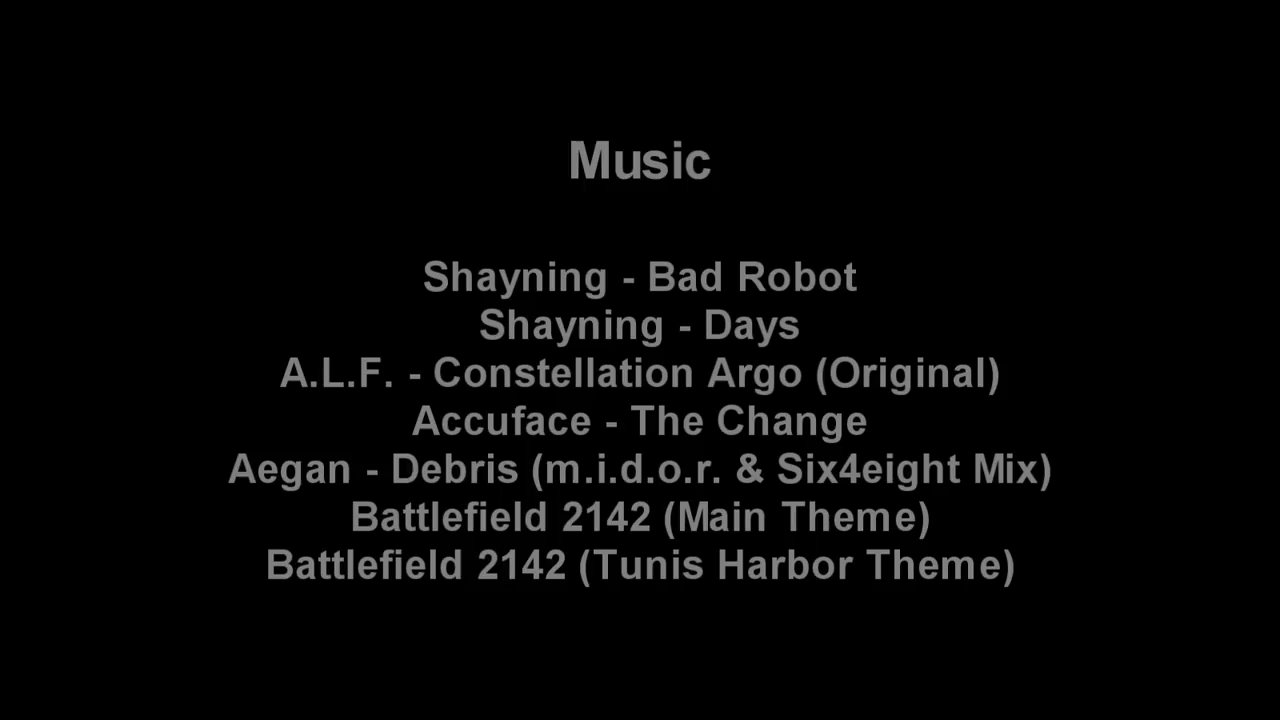 Music
Shayning - Bad Robot
Shayning - Days
A.L.F. - Constellation Argo (Original)
Accuface - The Change
Aegan - Debris (m.i.d.o.r. & Six4eight Mix)
Battlefield 2142 (Main Theme)
Battlefield 2142 (Tunis Harbor Theme)